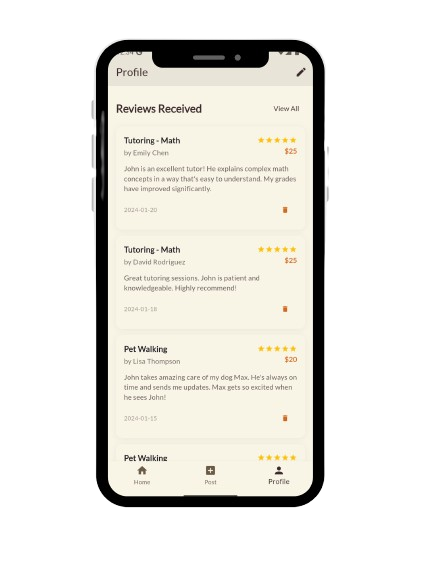 Profile
Reviews Received
View All
Tutoring - Math
by Emily Chen
$25
John is an excellent tutor! He explains complex math
concepts in a way that's easy to understand. My grades
have improved significantly.
2024-01-20
Tutoring - Math
by David Rodriguez
$25
Great tutoring sessions. John is patient and
knowledgeable. Highly recommend!
2024-01-18
Pet Walking
by Lisa Thompson
$20
John takes amazing care of my dog Max. He's always on
time and sends me updates. Max gets so excited when
he sees John!
2024-01-15
Pet Walking
Home
Post
Profile